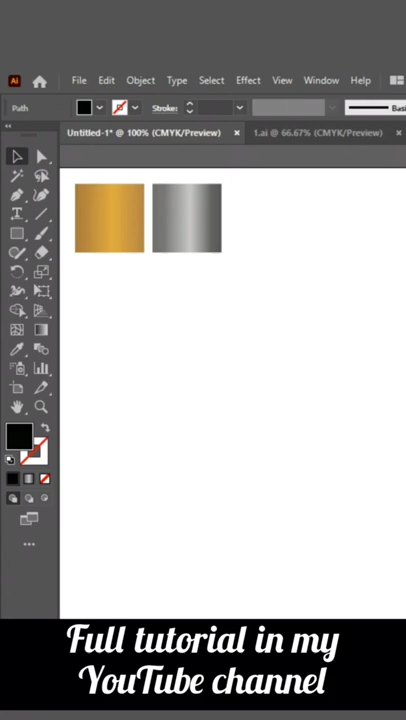 Ai File Edit Object Type Select Effect View Window Help
Path Stroke: Basi
Untitled-1* @ 100% (CMYK/Preview) × 1.ai @ 66.67% (CMYK/Preview) ×
Full tutorial in my
YouTube channel